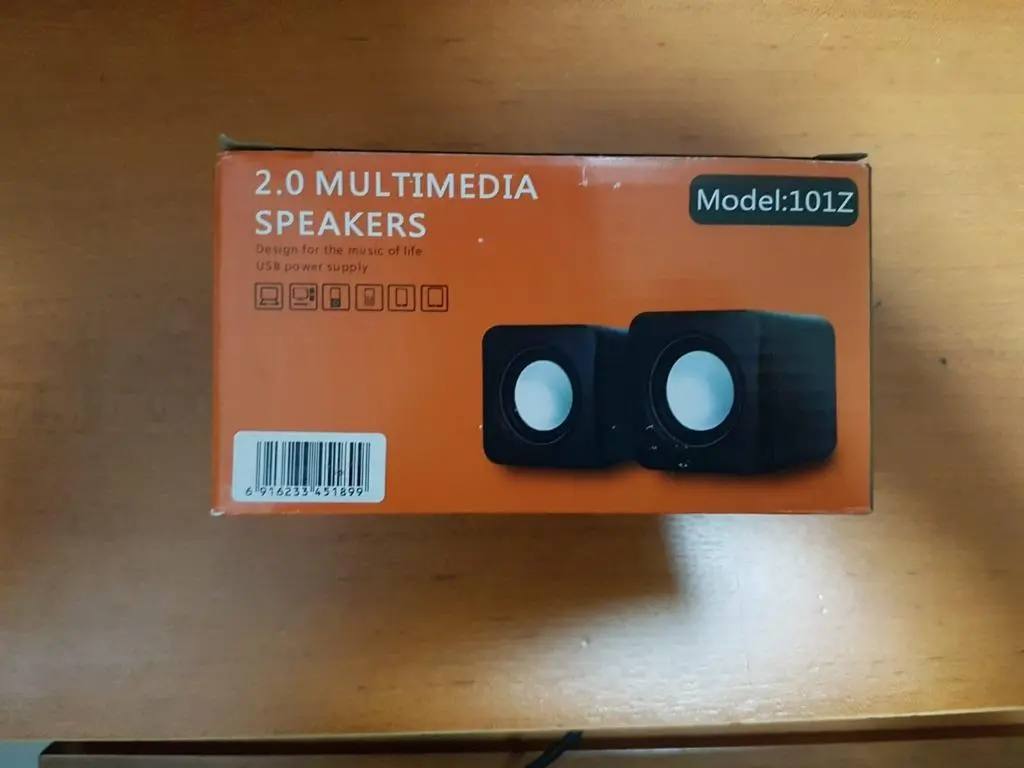 2.0 MULTIMEDIA
SPEAKERS
Design for the music of life
USB power supply
Model:101Z
6 916233 451899